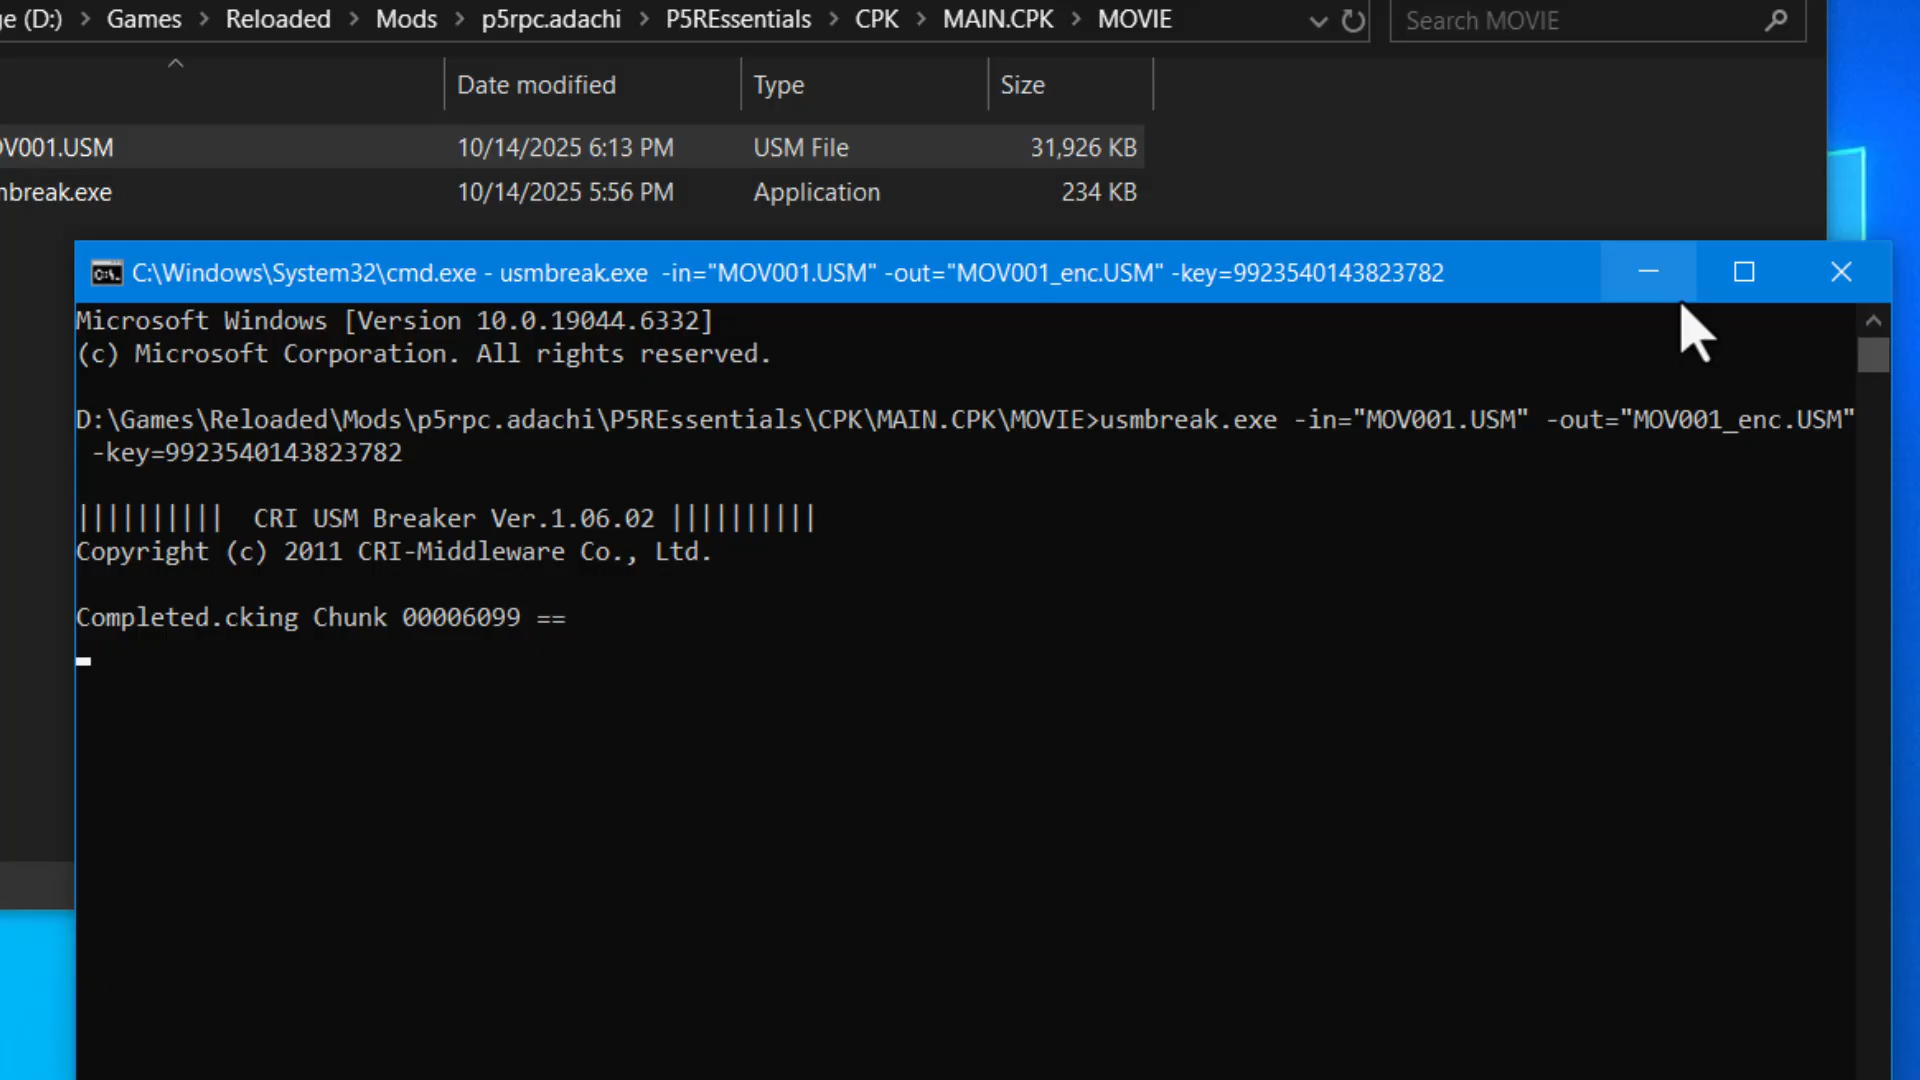 ge (D:) > Games > Reloaded > Mods > p5rpc.adachi > P5REssentials > CPK > MAIN.CPK > MOVIE
Search MOVIE
Date modified Type Size
OV001.USM 10/14/2025 6:13 PM USM File 31,926 KB
mbreak.exe 10/14/2025 5:56 PM Application 234 KB
C:\Windows\System32\cmd.exe - usmbreak.exe -in="MOV001.USM" -out="MOV001_enc.USM" -key=9923540143823782
Microsoft Windows [Version 10.0.19044.6332]
(c) Microsoft Corporation. All rights reserved.
D:\Games\Reloaded\Mods\p5rpc.adachi\P5REssentials\CPK\MAIN.CPK\MOVIE>usmbreak.exe -in="MOV001.USM" -out="MOV001_enc.USM"
-key=9923540143823782
|||||||||| CRI USM Breaker Ver.1.06.02 ||||||||||
Copyright (c) 2011 CRI-Middleware Co., Ltd.
Completed.cking Chunk 00006099 ==